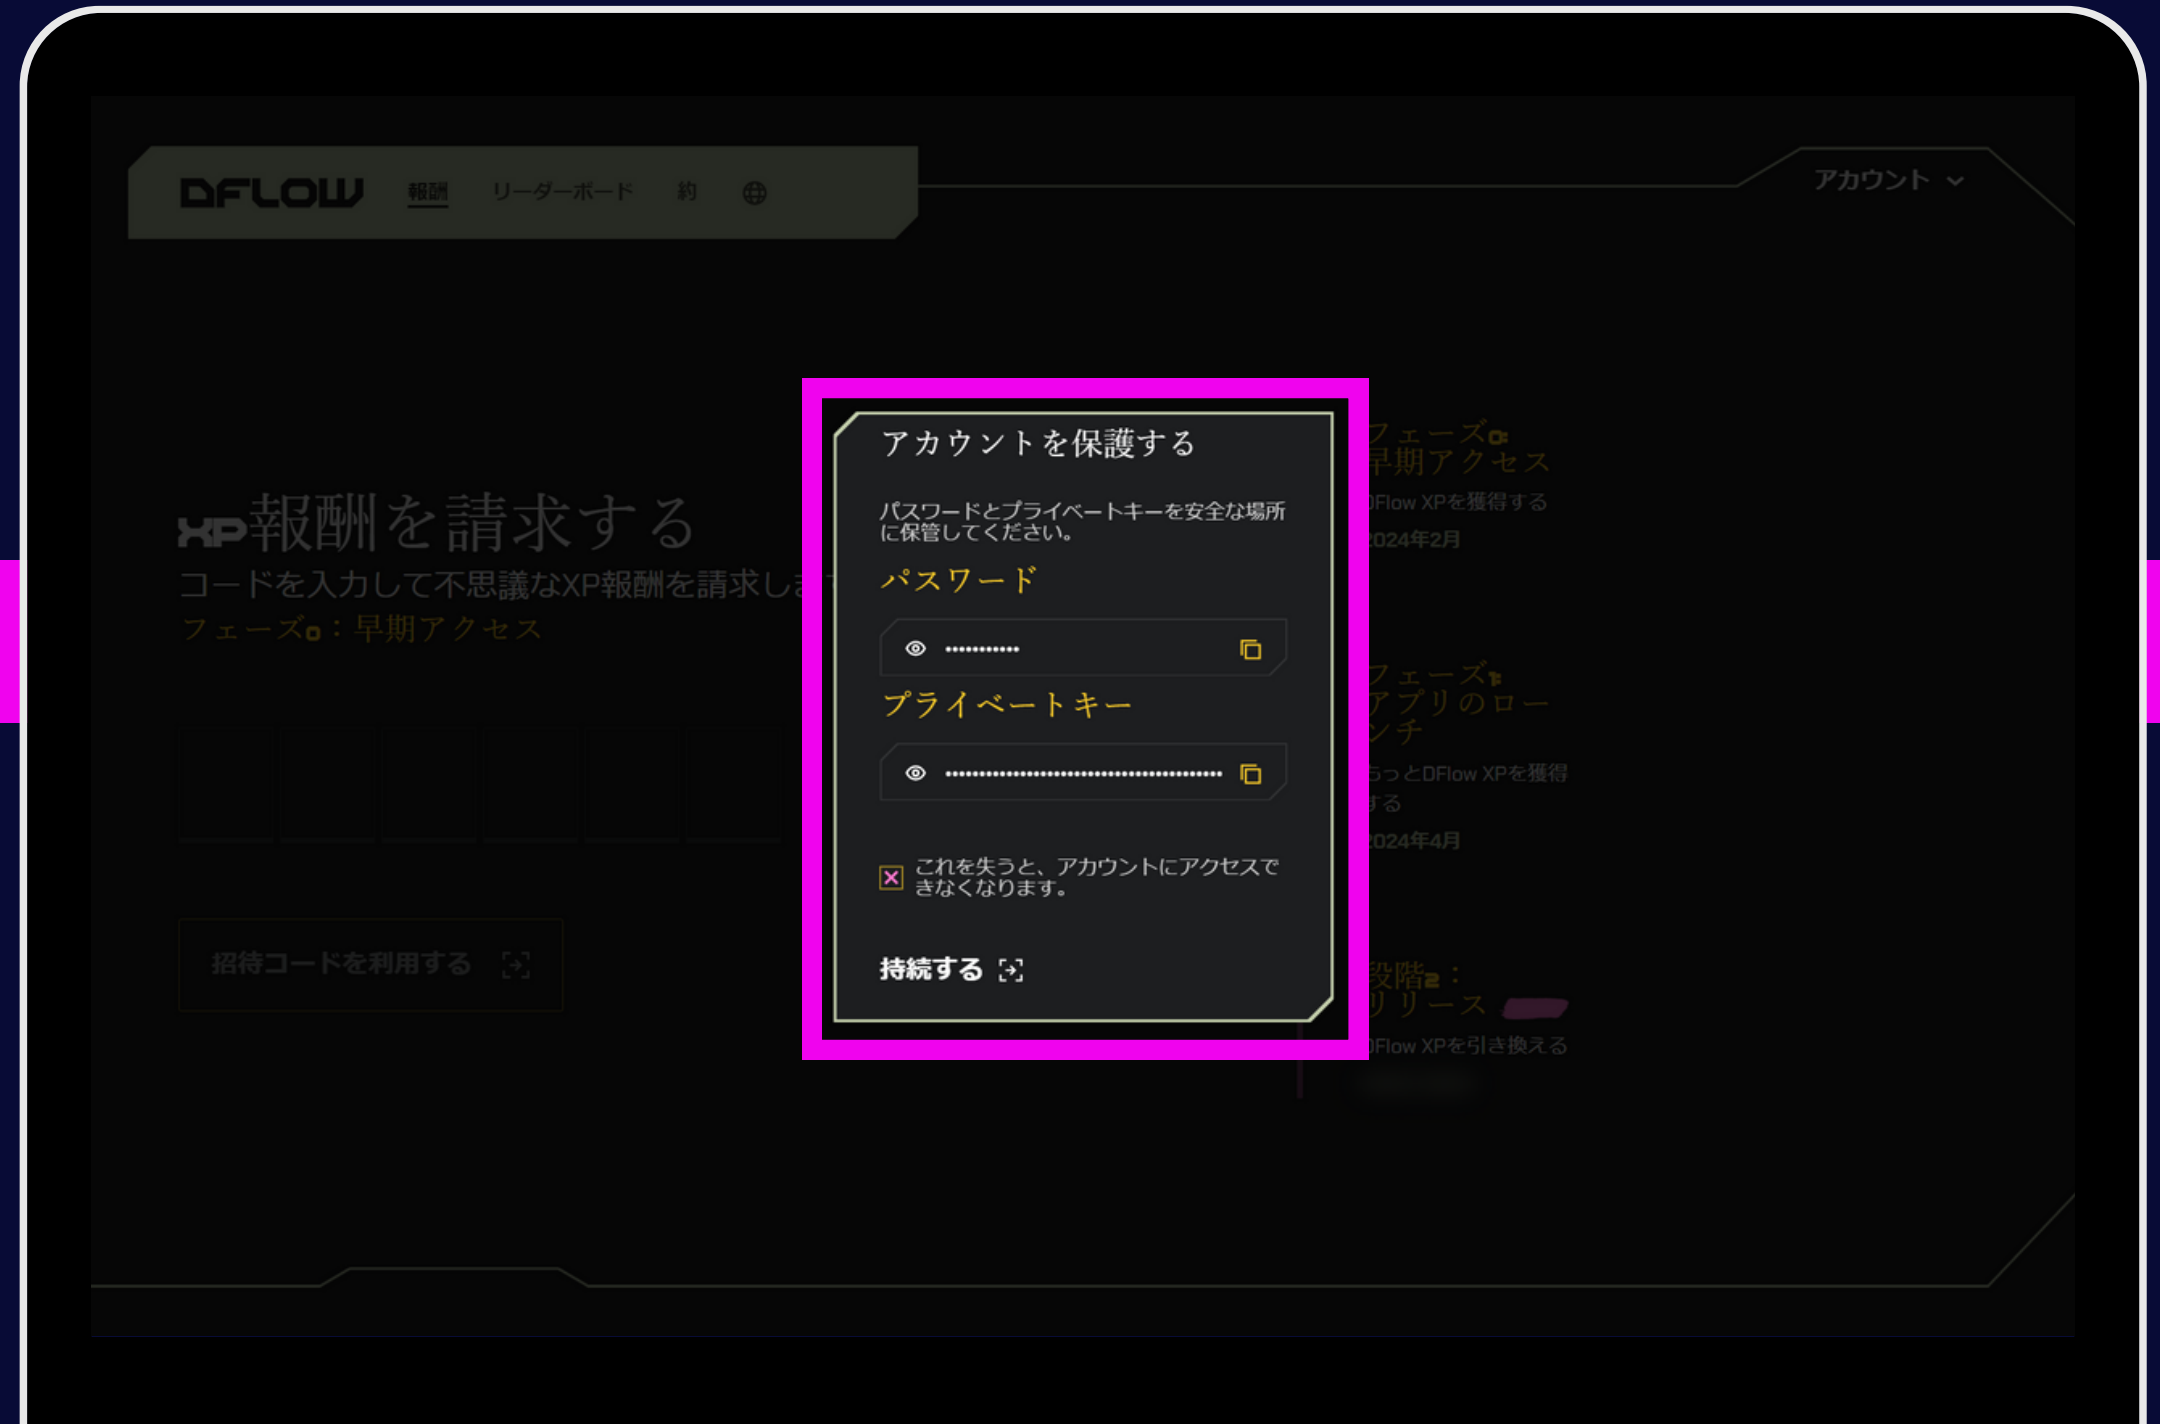 DFLOW 報酬 リーダーボード 約
アカウント
XP報酬を請求する
コードを入力して不思議なXP報酬を請求しま
フェーズ0：早期アクセス
招待コードを利用する
アカウントを保護する
パスワードとプライベートキーを安全な場所
に保管してください。
パスワード
プライベートキー
これを失うと、アカウントにアクセスで
きなくなります。
持続する
フェーズ0:
早期アクセス
DFlow XPを獲得する
2024年2月
フェーズ1:
アプリのロー
ンチ
もっとDFlow XPを獲得
する
2024年4月
段階2：
リリース
DFlow XPを引き換える